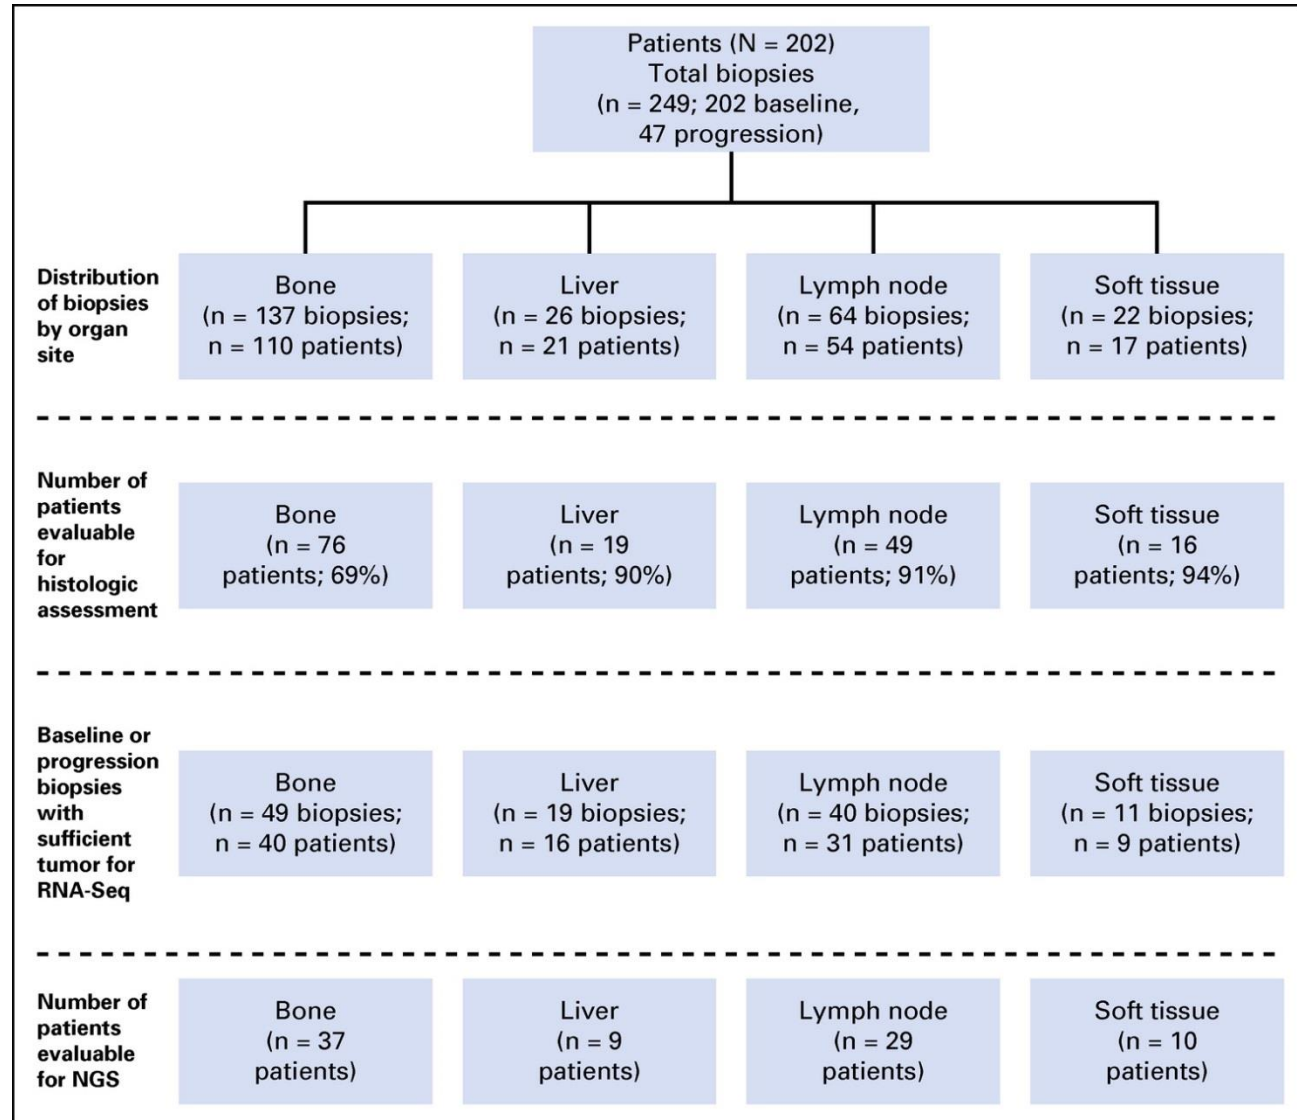 Patients (N = 202)
Total biopsies
(n = 249; 202 baseline,
47 progression)
Distribution
of biopsies
by organ
site
Bone
(n = 137 biopsies;
n = 110 patients)
Liver
(n = 26 biopsies;
n = 21 patients)
Lymph node
(n = 64 biopsies;
n = 54 patients)
Soft tissue
(n = 22 biopsies;
n = 17 patients)
Number of
patients
evaluable
for
histologic
assessment
Bone
(n = 76
patients; 69%)
Liver
(n = 19
patients; 90%)
Lymph node
(n = 49
patients; 91%)
Soft tissue
(n = 16
patients; 94%)
Baseline or
progression
biopsies
with
sufficient
tumor for
RNA-Seq
Bone
(n = 49 biopsies;
n = 40 patients)
Liver
(n = 19 biopsies;
n = 16 patients)
Lymph node
(n = 40 biopsies;
n = 31 patients)
Soft tissue
(n = 11 biopsies;
n = 9 patients)
Number of
patients
evaluable
for NGS
Bone
(n = 37
patients)
Liver
(n = 9
patients)
Lymph node
(n = 29
patients)
Soft tissue
(n = 10
patients)